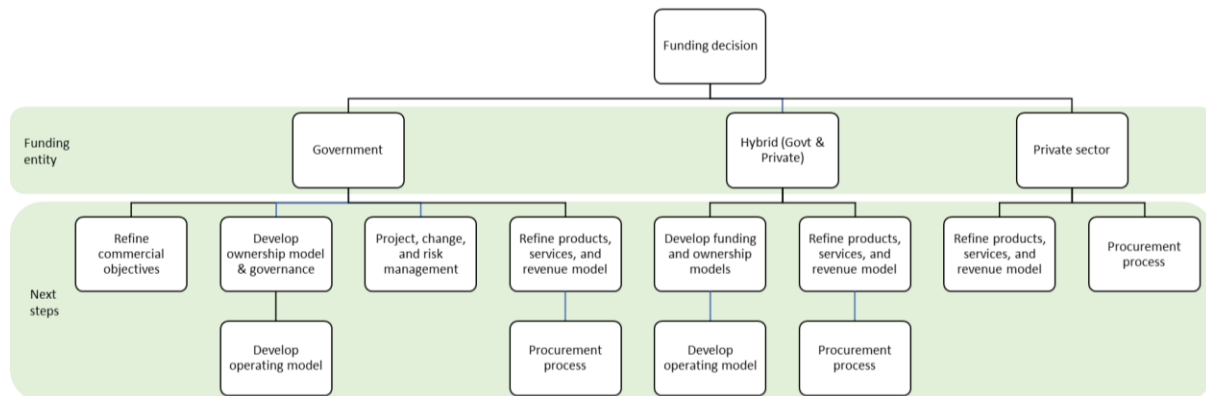 Funding decision
Funding
entity
Government
Hybrid (Govt &
Private)
Private sector
Next
steps
Refine
commercial
objectives
Develop
ownership model
& governance
Project, change,
and risk
management
Refine products,
services, and
revenue model
Develop funding
and ownership
models
Refine products,
services, and
revenue model
Refine products,
services, and
revenue model
Procurement
process
Develop
operating model
Procurement
process
Develop
operating model
Procurement
process